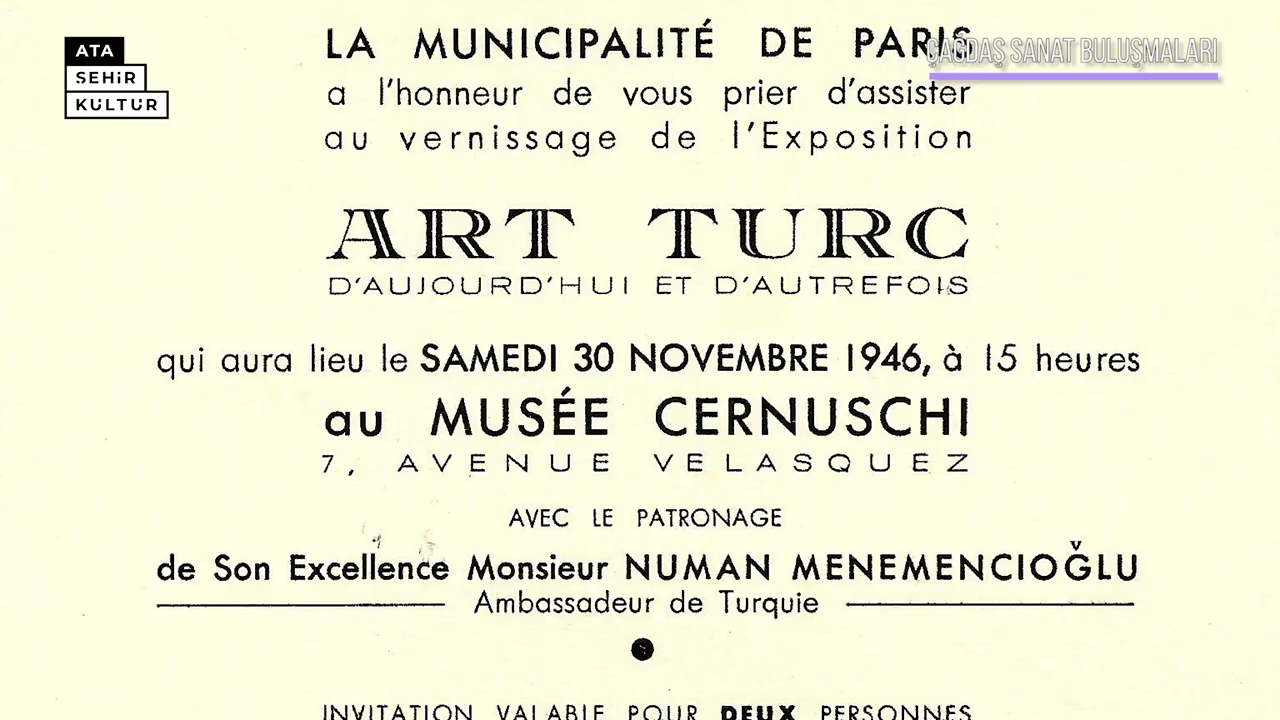 ATA
SEHİR
KÜLTÜR
ÇAĞDAŞ SANAT BULUŞMALARI
LA MUNICIPALITÉ DE PARIS
a l'honneur de vous prier d'assister
au vernissage de l'Exposition
ART TURC
D'AUJOURD'HUI ET D'AUTREFOIS
qui aura lieu le SAMEDI 30 NOVEMBRE 1946, à 15 heures
au MUSÉE CERNUSCHI
7, AVENUE VELASQUEZ
AVEC LE PATRONAGE
de Son Excellence Monsieur NUMAN MENEMENCIOĞLU
Ambassadeur de Turquie
INVITATION VALABLE POUR DEUX PERSONNES